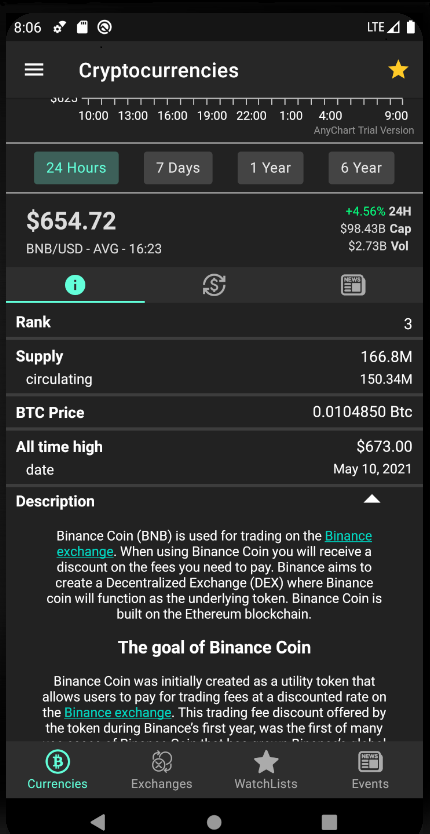 8:06
LTE
Cryptocurrencies
$625
10:00 13:00 16:00 19:00 22:00 1:00 4:00 9:00
AnyChart Trial Version
24 Hours 7 Days 1 Year 6 Year
$654.72
+4.56% 24H
$98.43B Cap
BNB/USD - AVG - 16:23
$2.73B Vol
NEWS
Rank 3
Supply 166.8M
circulating 150.34M
BTC Price 0.0104850 Btc
All time high $673.00
date May 10, 2021
Description
Binance Coin (BNB) is used for trading on the Binance
exchange. When using Binance Coin you will receive a
discount on the fees you need to pay. Binance aims to
create a Decentralized Exchange (DEX) where Binance
coin will function as the underlying token. Binance Coin is
built on the Ethereum blockchain.
The goal of Binance Coin
Binance Coin was initially created as a utility token that
allows users to pay for trading fees at a discounted rate on
the Binance exchange. This trading fee discount offered by
the token during Binance's first year, was the first of many
NEWS
Currencies Exchanges WatchLists Events